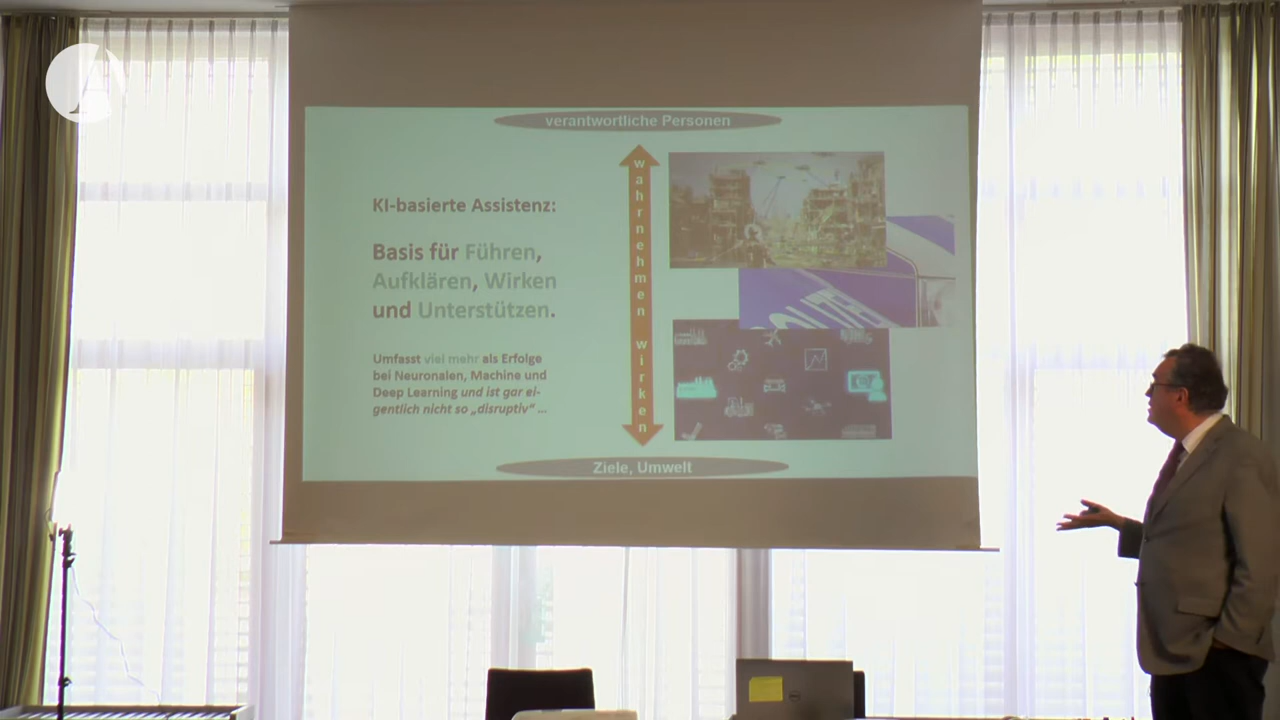 verantwortliche Personen
KI-basierte Assistenz:
Basis für Führen,
Aufklären, Wirken
und Unterstützen.
Umfasst viel mehr als Erfolge
bei Neuronalen, Machine und
Deep Learning und ist gar ei-
gentlich nicht so „disruptiv“ ...
wahrnehmen wirken
Ziele, Umwelt
A
DELL